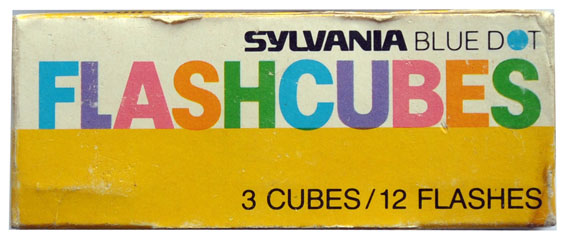 SYLVANIA BLUE DOT
FLASHCUBES
3 CUBES/12 FLASHES